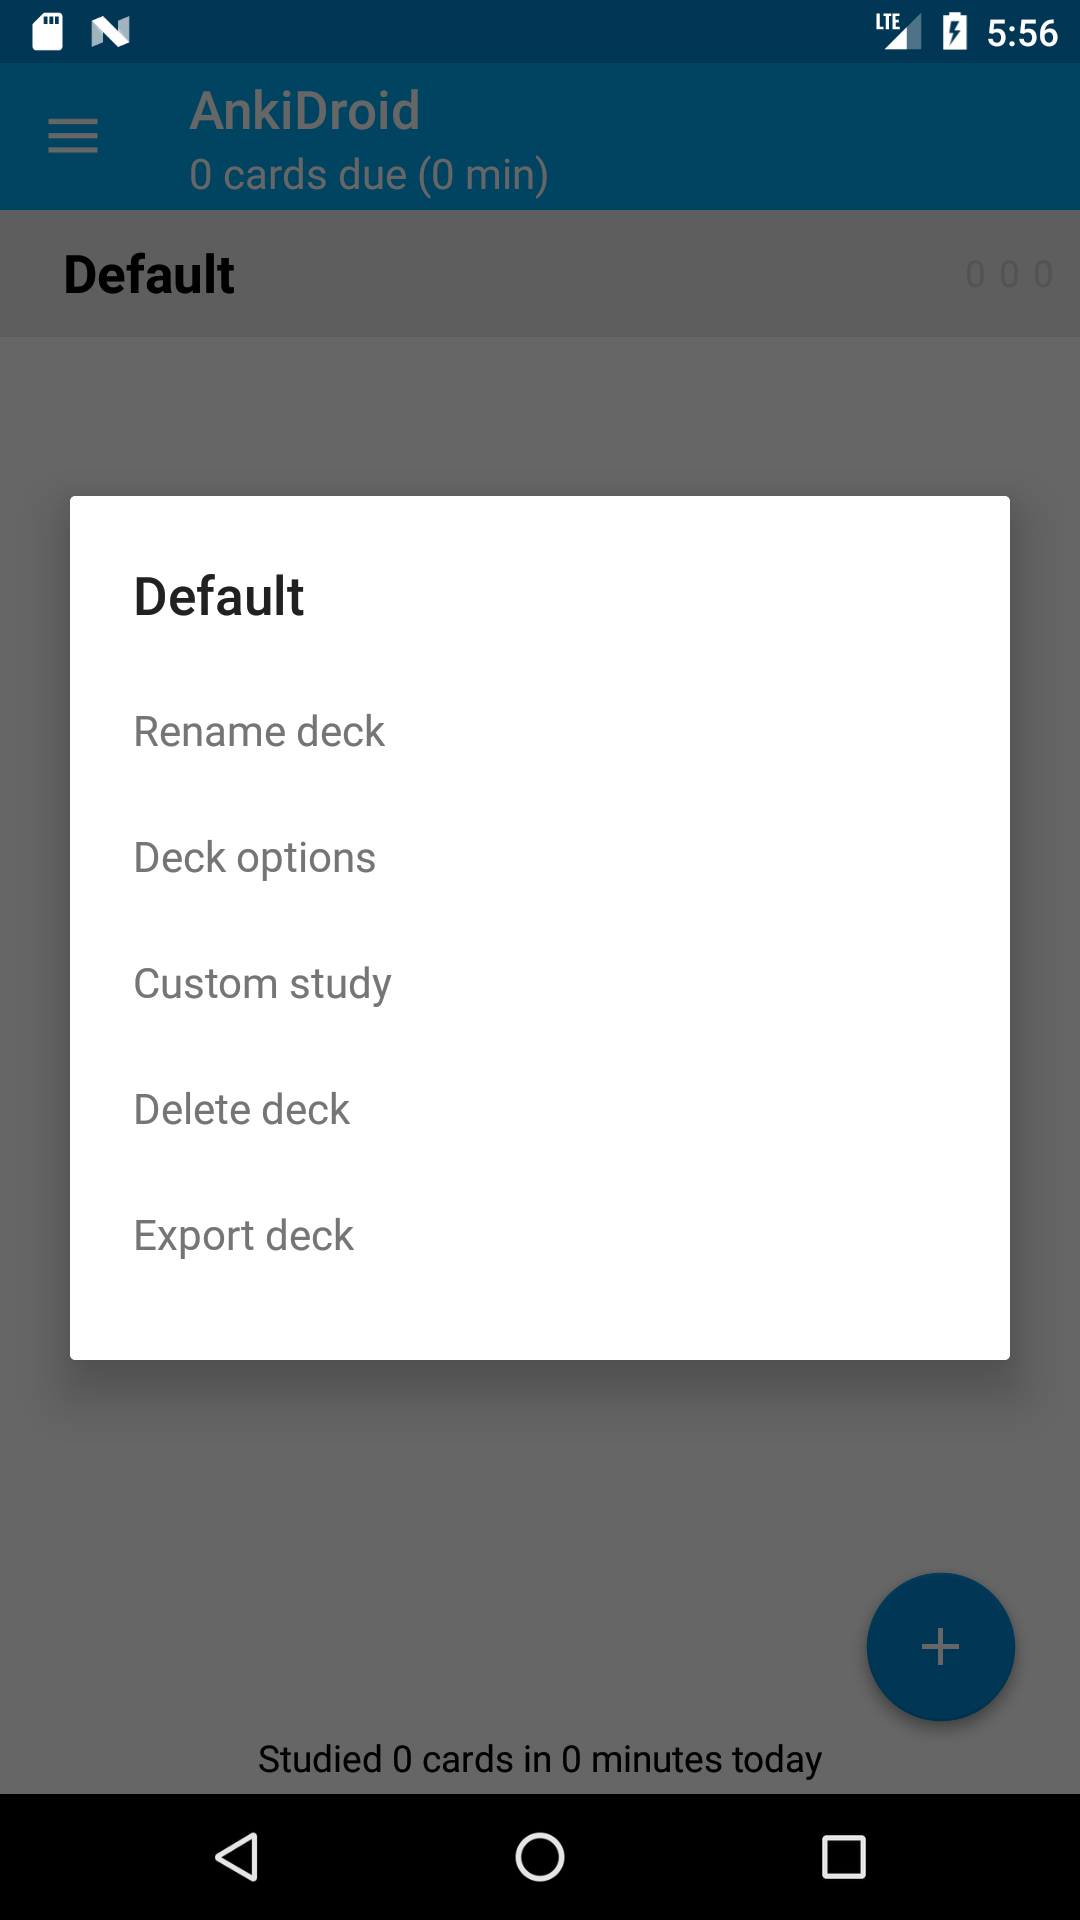 LTE 5:56
AnkiDroid
0 cards due (0 min)
Default 0 0 0
Default
Rename deck
Deck options
Custom study
Delete deck
Export deck
Studied 0 cards in 0 minutes today